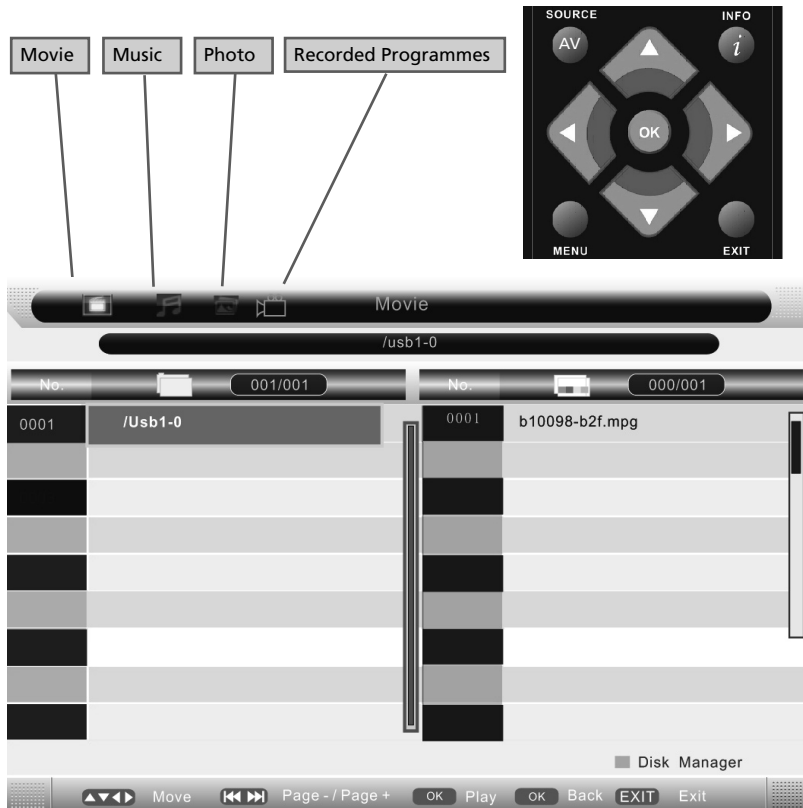 Movie
Music
Photo
Recorded Programmes
SOURCE
INFO
AV
i
OK
MENU
EXIT
Movie
/usb1-0
No.
001/001
No.
000/001
0001
/Usb1-0
0001
b10098-b2f.mpg
Disk Manager
Move
Page - / Page +
OK
Play
OK
Back
EXIT
Exit